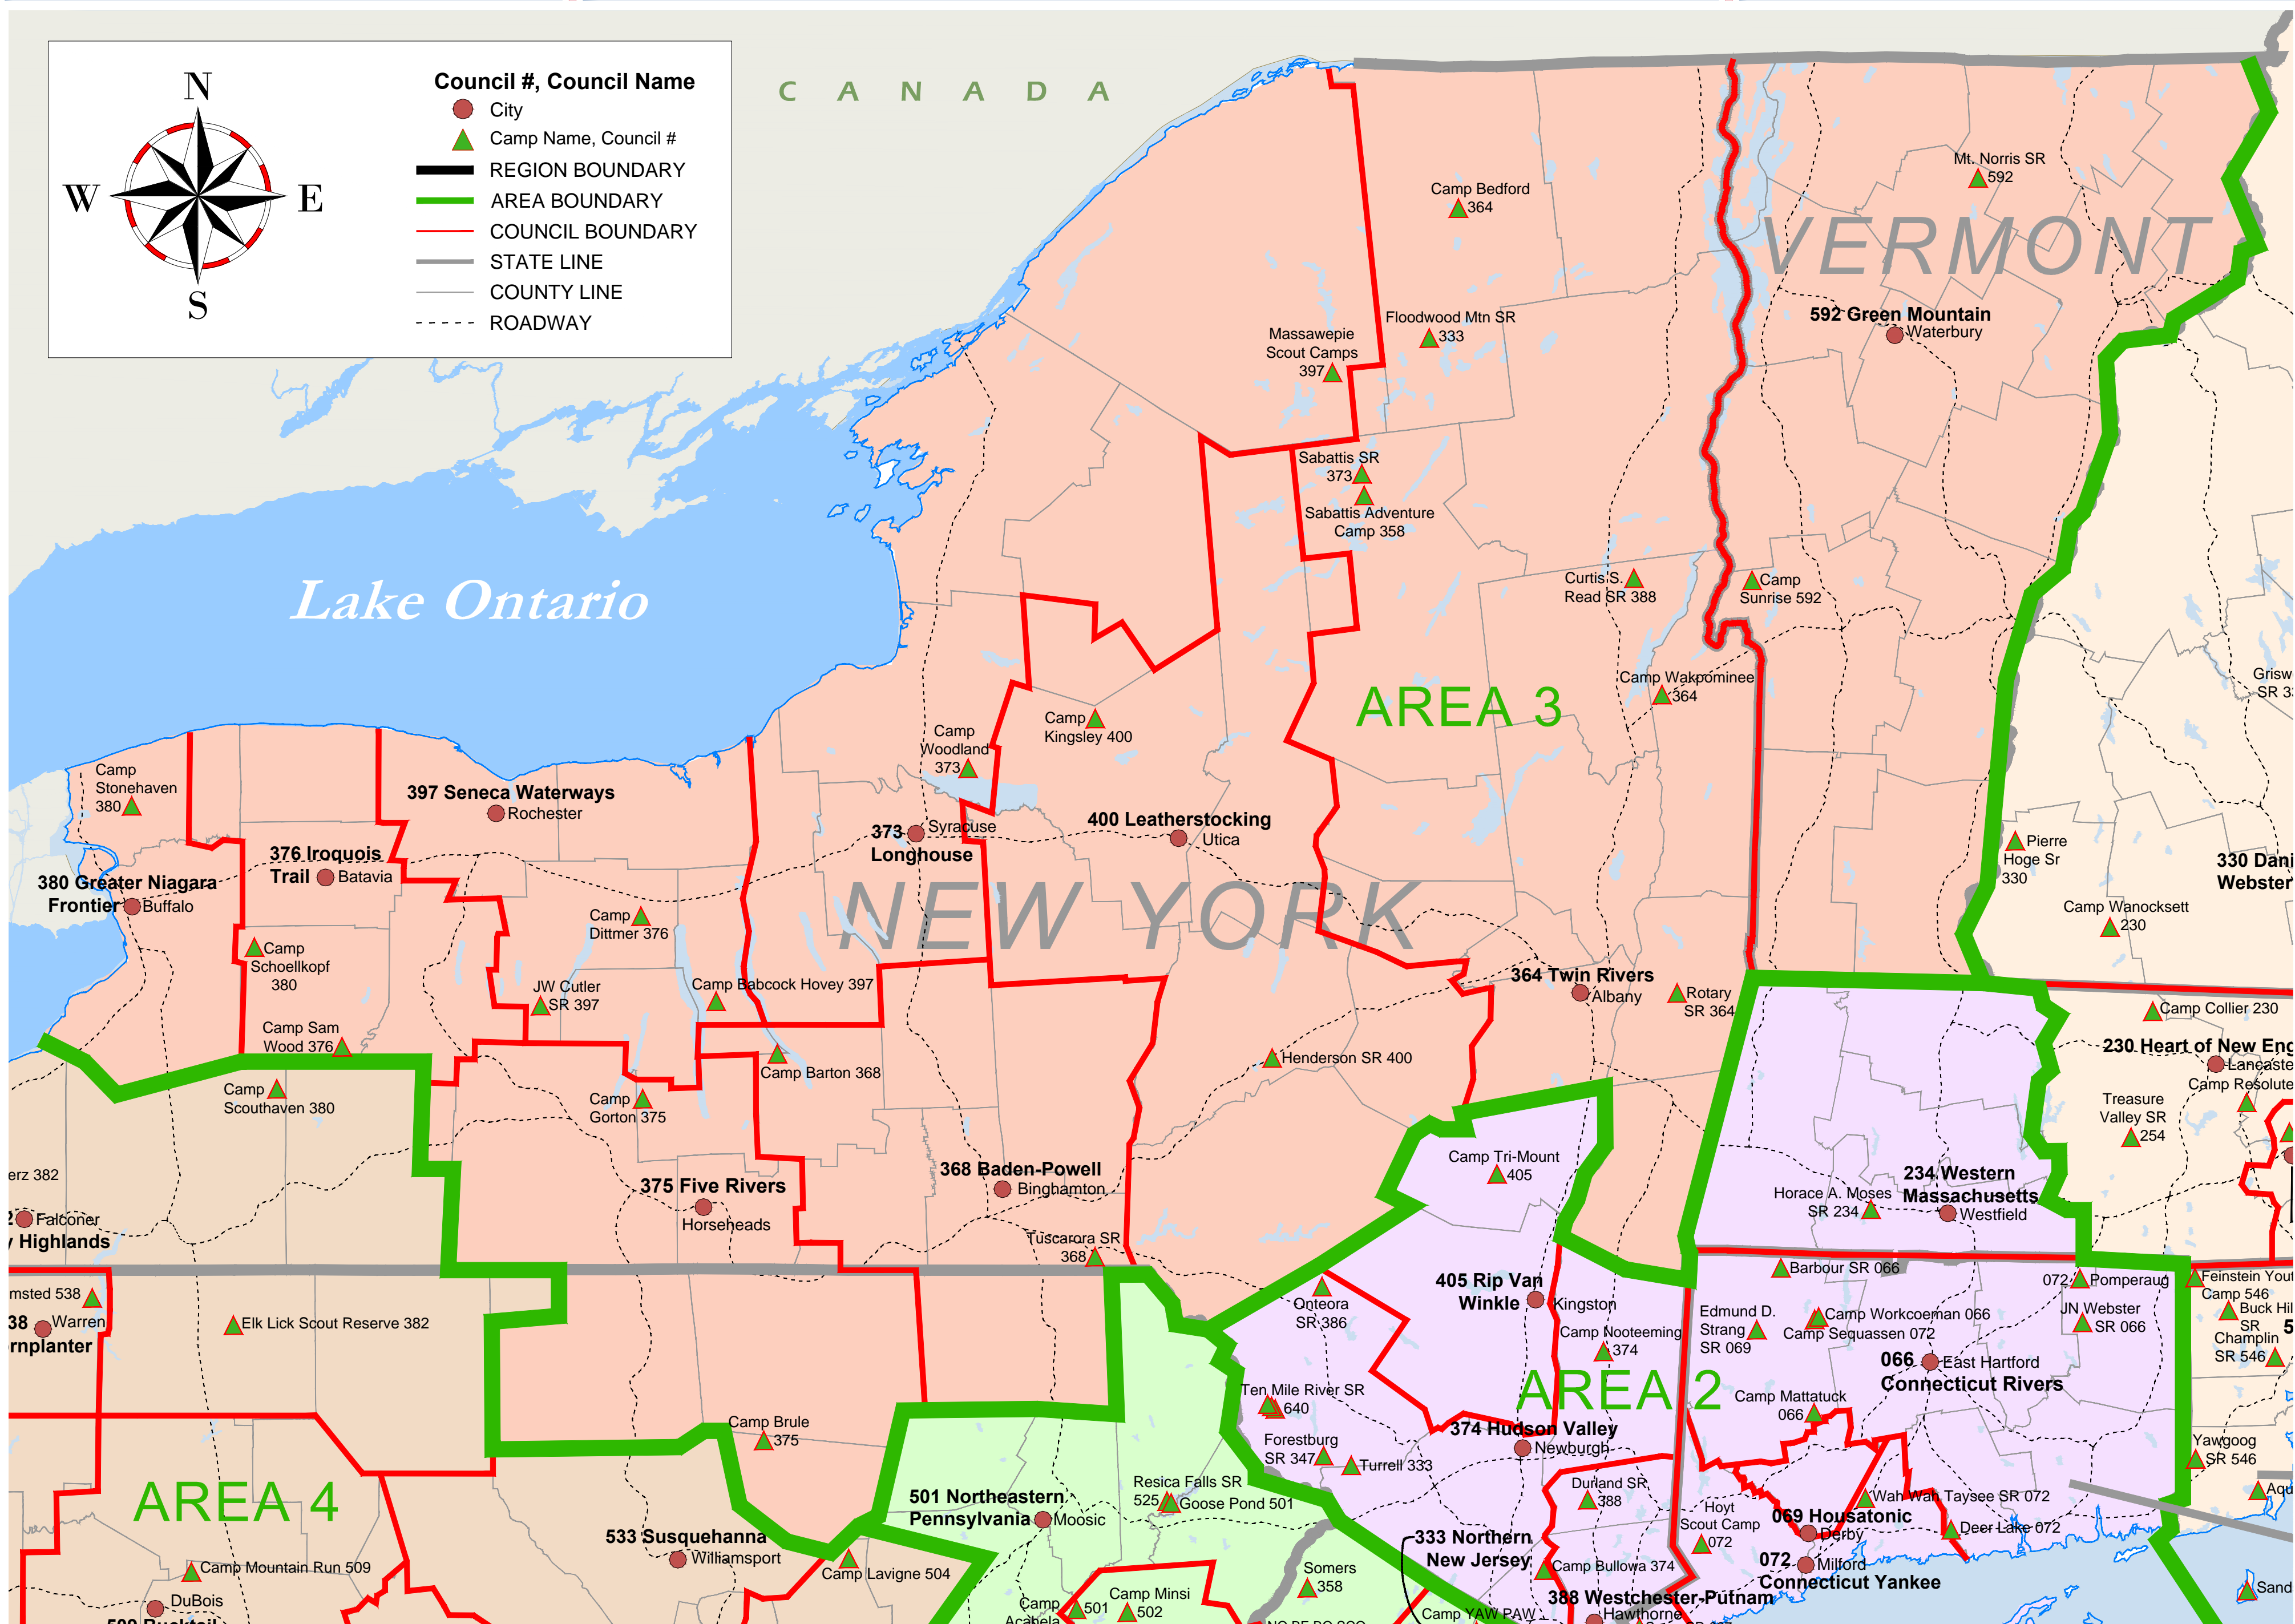 N
W
E
S
Council #, Council Name
City
Camp Name, Council #
REGION BOUNDARY
AREA BOUNDARY
COUNCIL BOUNDARY
STATE LINE
COUNTY LINE
ROADWAY
CANADA
Mt. Norris SR
592
Camp Bedford
364
VERMONT
592 Green Mountain
Waterbury
Floodwood Mtn SR
333
Massawepie
Scout Camps
397
Sabattis SR
373
Sabattis Adventure
Camp 358
Lake Ontario
Curtis S.
Read SR 388
Camp
Sunrise 592
Camp Wakpominee
364
AREA 3
Grisw
SR 3
Camp
Kingsley 400
Camp
Woodland
373
Camp
Stonehaven
380
397 Seneca Waterways
Rochester
373
Longhouse
Syracuse
400 Leatherstocking
Utica
376 Iroquois
Trail
Batavia
380 Greater Niagara
Frontier
Buffalo
NEW YORK
Pierre
Hoge Sr
330
330 Dani
Webster
Camp Wanocksett
230
Camp
Dittmer 376
Camp
Schoellkopf
380
JW Cutler
SR 397
Camp Babcock Hovey 397
364 Twin Rivers
Albany
Rotary
SR 364
Camp Collier 230
Camp Sam
Wood 376
Henderson SR 400
230 Heart of New Eng
Lancaste
Camp Resolute
Camp Barton 368
Camp
Scouthaven 380
Camp
Gorton 375
Treasure
Valley SR
254
Camp Tri-Mount
405
erz 382
368 Baden-Powell
Binghamton
375 Five Rivers
Horseheads
234 Western
Massachusetts
Westfield
Horace A. Moses
SR 234
2
Falconer
y Highlands
Tuscarora SR
368
Barbour SR 066
072
Pomperaug
Feinstein Yout
Camp 546
405 Rip Van
Winkle
Kingston
Onteora
SR 386
msted 538
38
Warren
rnplanter
Elk Lick Scout Reserve 382
Edmund D.
Strang
SR 069
Camp Workcoeman 066
Camp Sequassen 072
JN Webster
SR 066
Buck Hil
SR
5
Camp Nooteeming
374
Champlin
SR 546
066
East Hartford
Connecticut Rivers
AREA 2
Ten Mile River SR
640
Camp Mattatuck
066
Camp Brule
375
374 Hudson Valley
Newburgh
Forestburg
SR 347
Turrell 333
Yawgoog
SR 546
Aqu
AREA 4
Resica Falls SR
525
Goose Pond 501
Durland SR
388
Hoyt
Scout Camp
072
Wah Wah Taysee SR 072
501 Northeastern
Pennsylvania
Moosic
069 Housatonic
Derby
Deer Lake 072
533 Susquehanna
Williamsport
333 Northern
New Jersey
Camp Bullowa 374
072
Milford
Connecticut Yankee
Camp Mountain Run 509
Camp Lavigne 504
Somers
358
Sand
DuBois
Camp
Acahela
501
Camp Minsi
502
388 Westchester-Putnam
Hawthorne
Camp YAW PAW